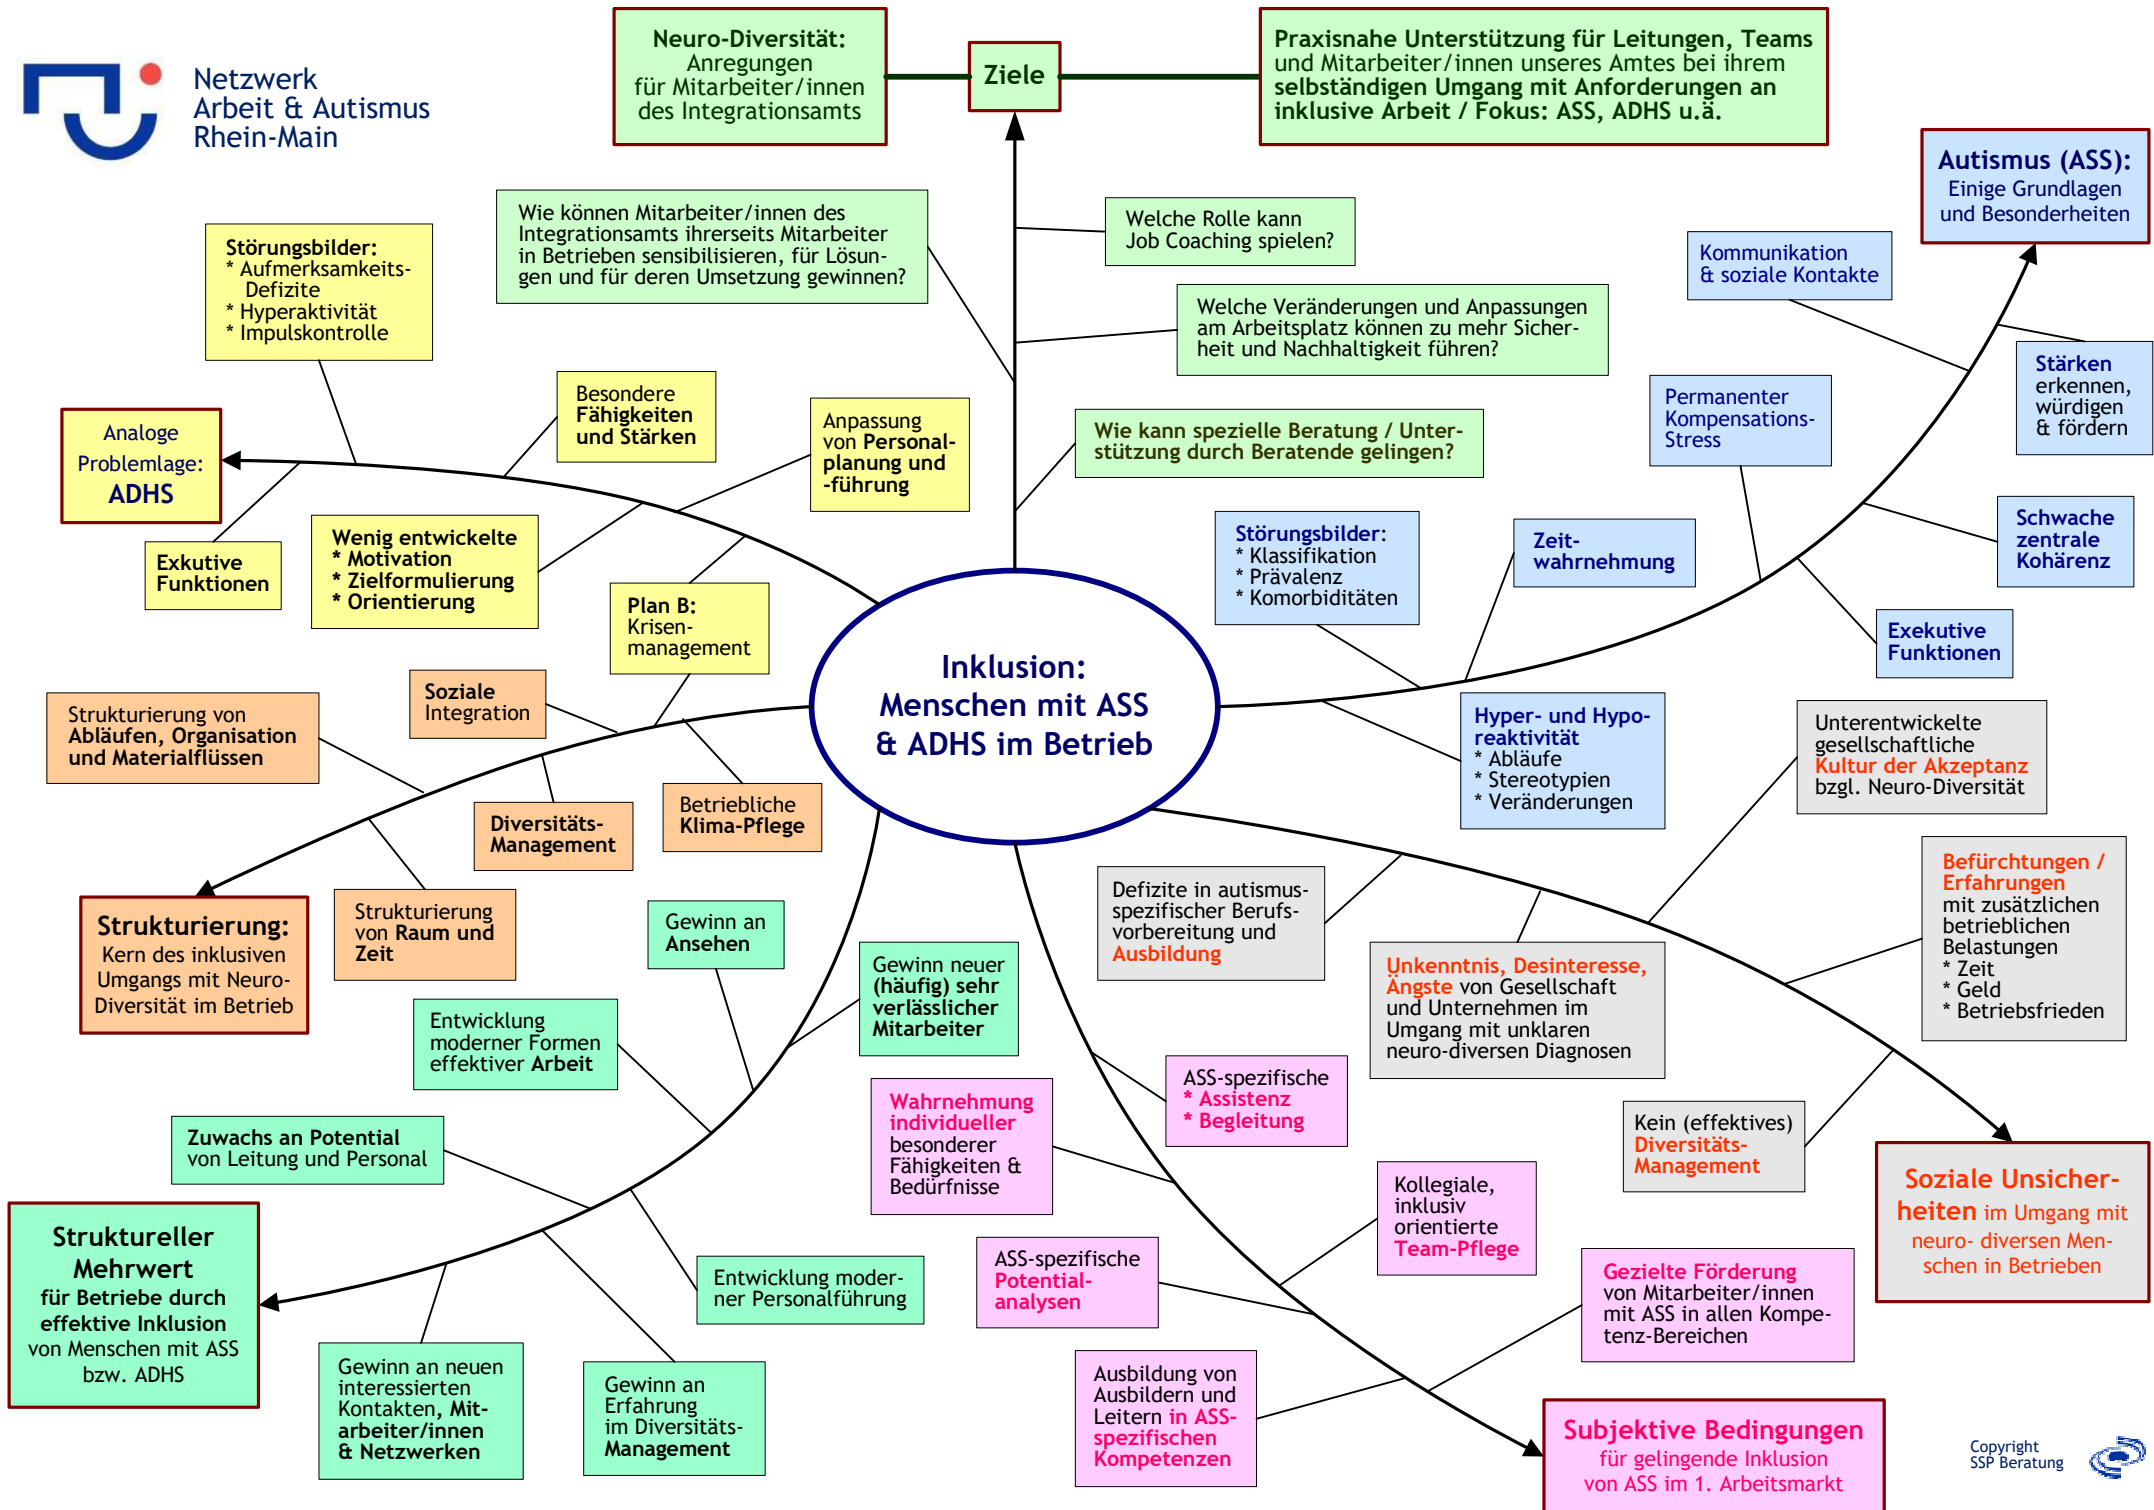 Netzwerk
Arbeit & Autismus
Rhein-Main
Neuro-Diversität:
Anregungen
für Mitarbeiter/innen
des Integrationsamts
Ziele
Praxisnahe Unterstützung für Leitungen, Teams
und Mitarbeiter/innen unseres Amtes bei ihrem
selbständigen Umgang mit Anforderungen an
inklusive Arbeit / Fokus: ASS, ADHS u.ä.
Autismus (ASS):
Einige Grundlagen
und Besonderheiten
Wie können Mitarbeiter/innen des
Integrationsamts ihrerseits Mitarbeiter
in Betrieben sensibilisieren, für Lösun-
gen und für deren Umsetzung gewinnen?
Welche Rolle kann
Job Coaching spielen?
Welche Veränderungen und Anpassungen
am Arbeitsplatz können zu mehr Sicher-
heit und Nachhaltigkeit führen?
Wie kann spezielle Beratung / Unter-
stützung durch Beratende gelingen?
Störungsbilder:
* Aufmerksamkeits-
Defizite
* Hyperaktivität
* Impulskontrolle
Besondere
Fähigkeiten
und Stärken
Anpassung
von Personal-
planung und
-führung
Analoge
Problemlage:
ADHS
Exkutive
Funktionen
Wenig entwickelte
* Motivation
* Zielformulierung
* Orientierung
Plan B:
Krisen-
management
Kommunikation
& soziale Kontakte
Stärken
erkennen,
würdigen
& fördern
Permanenter
Kompensations-
Stress
Schwache
zentrale
Kohärenz
Störungsbilder:
* Klassifikation
* Prävalenz
* Komorbiditäten
Zeit-
wahrnehmung
Exekutive
Funktionen
Hyper- und Hypo-
reaktivität
* Abläufe
* Stereotypien
* Veränderungen
Inklusion:
Menschen mit ASS
& ADHS im Betrieb
Strukturierung von
Abläufen, Organisation
und Materialflüssen
Soziale
Integration
Diversitäts-
Management
Betriebliche
Klima-Pflege
Strukturierung:
Kern des inklusiven
Umgangs mit Neuro-
Diversität im Betrieb
Strukturierung
von Raum und
Zeit
Unterentwickelte
gesellschaftliche
Kultur der Akzeptanz
bzgl. Neuro-Diversität
Defizite in autismus-
spezifischer Berufs-
vorbereitung und
Ausbildung
Unkenntnis, Desinteresse,
Ängste von Gesellschaft
und Unternehmen im
Umgang mit unklaren
neuro-diversen Diagnosen
Befürchtungen /
Erfahrungen
mit zusätzlichen
betrieblichen
Belastungen
* Zeit
* Geld
* Betriebsfrieden
Kein (effektives)
Diversitäts-
Management
Soziale Unsicher-
heiten im Umgang mit
neuro- diversen Men-
schen in Betrieben
Gewinn an
Ansehen
Gewinn neuer
(häufig) sehr
verlässlicher
Mitarbeiter
Entwicklung
moderner Formen
effektiver Arbeit
Zuwachs an Potential
von Leitung und Personal
Struktureller
Mehrwert
für Betriebe durch
effektive Inklusion
von Menschen mit ASS
bzw. ADHS
Entwicklung moder-
ner Personalführung
Gewinn an neuen
interessierten
Kontakten, Mit-
arbeiter/innen
& Netzwerken
Gewinn an
Erfahrung
im Diversitäts-
Management
ASS-spezifische
* Assistenz
* Begleitung
Wahrnehmung
individueller
besonderer
Fähigkeiten &
Bedürfnisse
Kollegiale,
inklusiv
orientierte
Team-Pflege
ASS-spezifische
Potential-
analysen
Gezielte Förderung
von Mitarbeiter/innen
mit ASS in allen Kompe-
tenz-Bereichen
Ausbildung von
Ausbildern und
Leitern in ASS-
spezifischen
Kompetenzen
Subjektive Bedingungen
für gelingende Inklusion
von ASS im 1. Arbeitsmarkt
Copyright
SSP Beratung